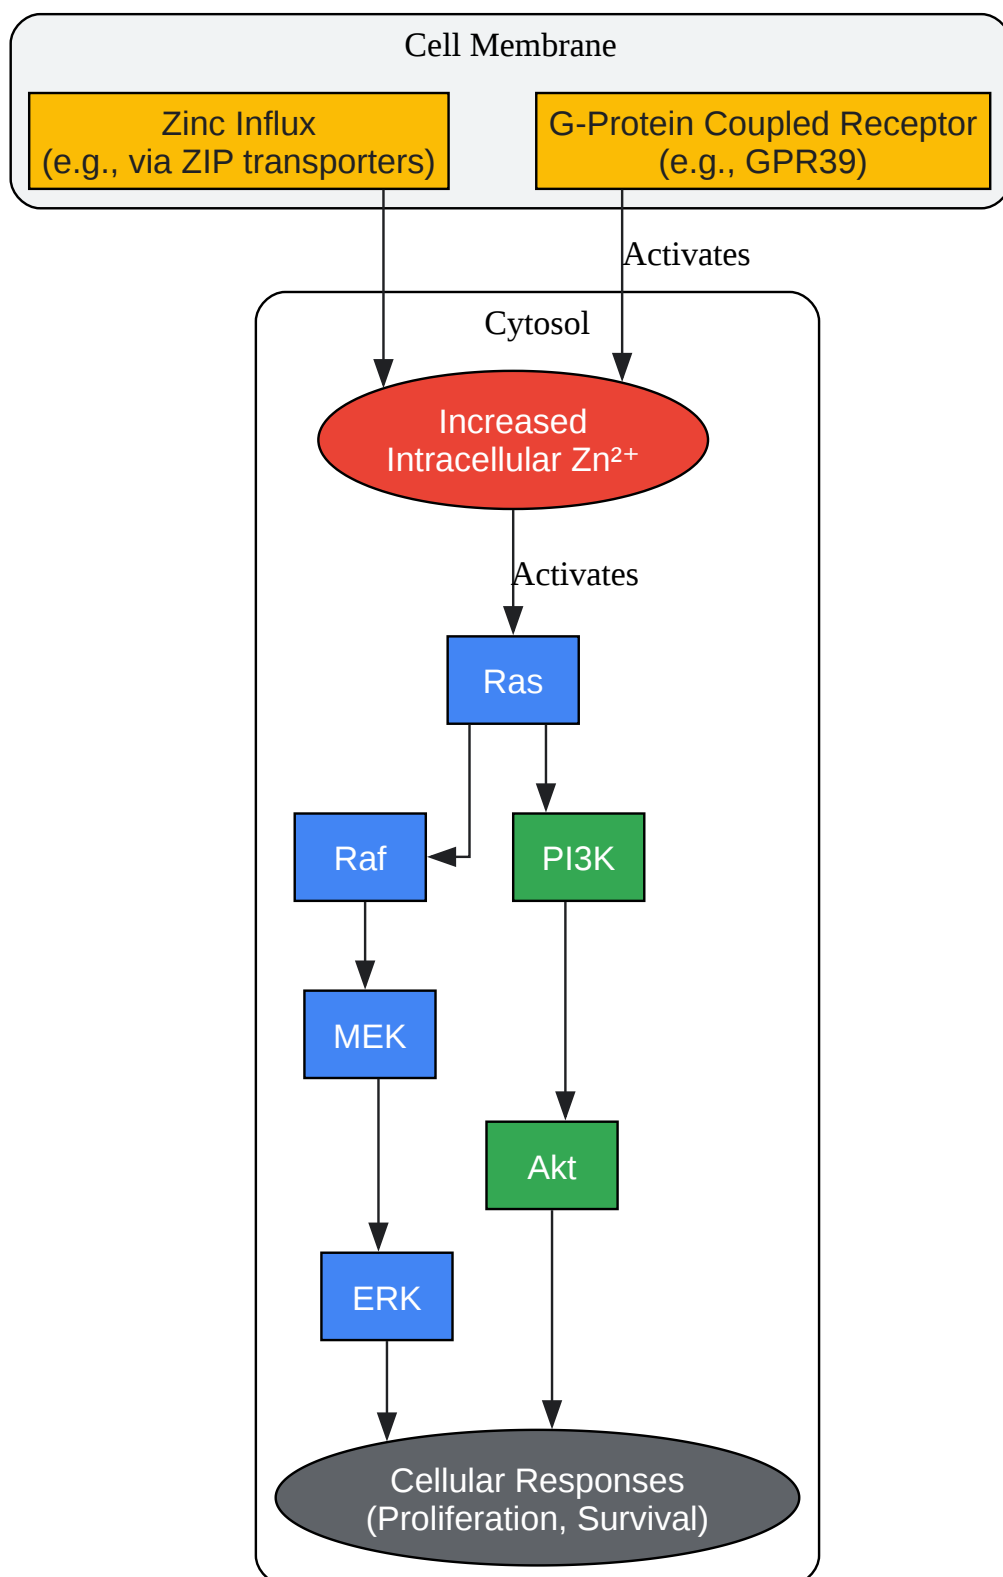 Cell Membrane
Zinc Influx
(e.g., via ZIP transporters)
G-Protein Coupled Receptor
(e.g., GPR39)
Activates
Cytosol
Increased
Intracellular Zn²⁺
Activates
Ras
Raf
PI3K
MEK
Akt
ERK
Cellular Responses
(Proliferation, Survival)